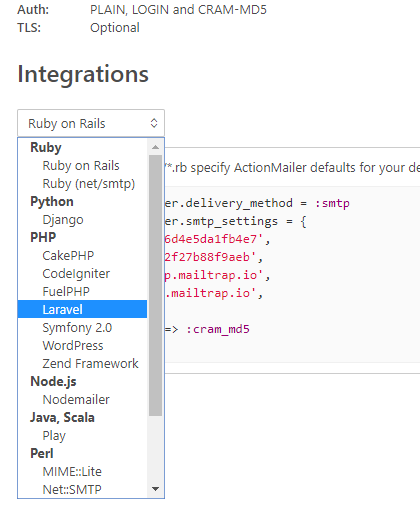 Auth: PLAIN, LOGIN and CRAM-MD5
TLS: Optional
Integrations
Ruby on Rails
Ruby
Ruby on Rails
Ruby (net/smtp)
Python
Django
PHP
CakePHP
CodeIgniter
FuelPHP
Laravel
Symfony 2.0
WordPress
Zend Framework
Node.js
Nodemailer
Java, Scala
Play
Perl
MIME::Lite
Net::SMTP
/*.rb specify ActionMailer defaults for your de
er.delivery_method = :smtp
er.smtp_settings = {
6d4e5da1fb4e7',
2f27b88f9aeb',
p.mailtrap.io',
.mailtrap.io',
=> :cram_md5